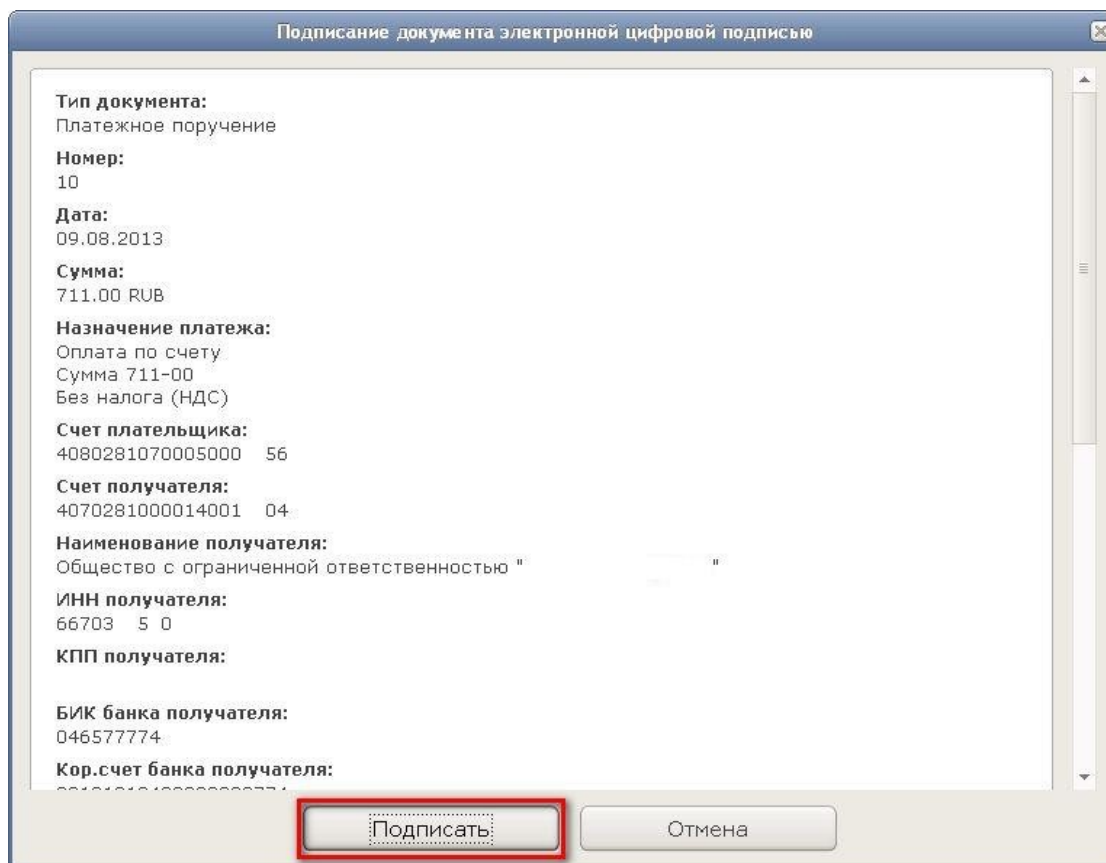 Подписание документа электронной цифровой подписью
Тип документа:
Платежное поручение
Номер:
10
Дата:
09.08.2013
Сумма:
711.00 RUB
Назначение платежа:
Оплата по счету
Сумма 711-00
Без налога (НДС)
Счет плательщика:
4080281070005000 56
Счет получателя:
4070281000014001 04
Наименование получателя:
Общество с ограниченной ответственностью " "
ИНН получателя:
66703 5 0
КПП получателя:
БИК банка получателя:
046577774
Кор.счет банка получателя:
Подписать Отмена